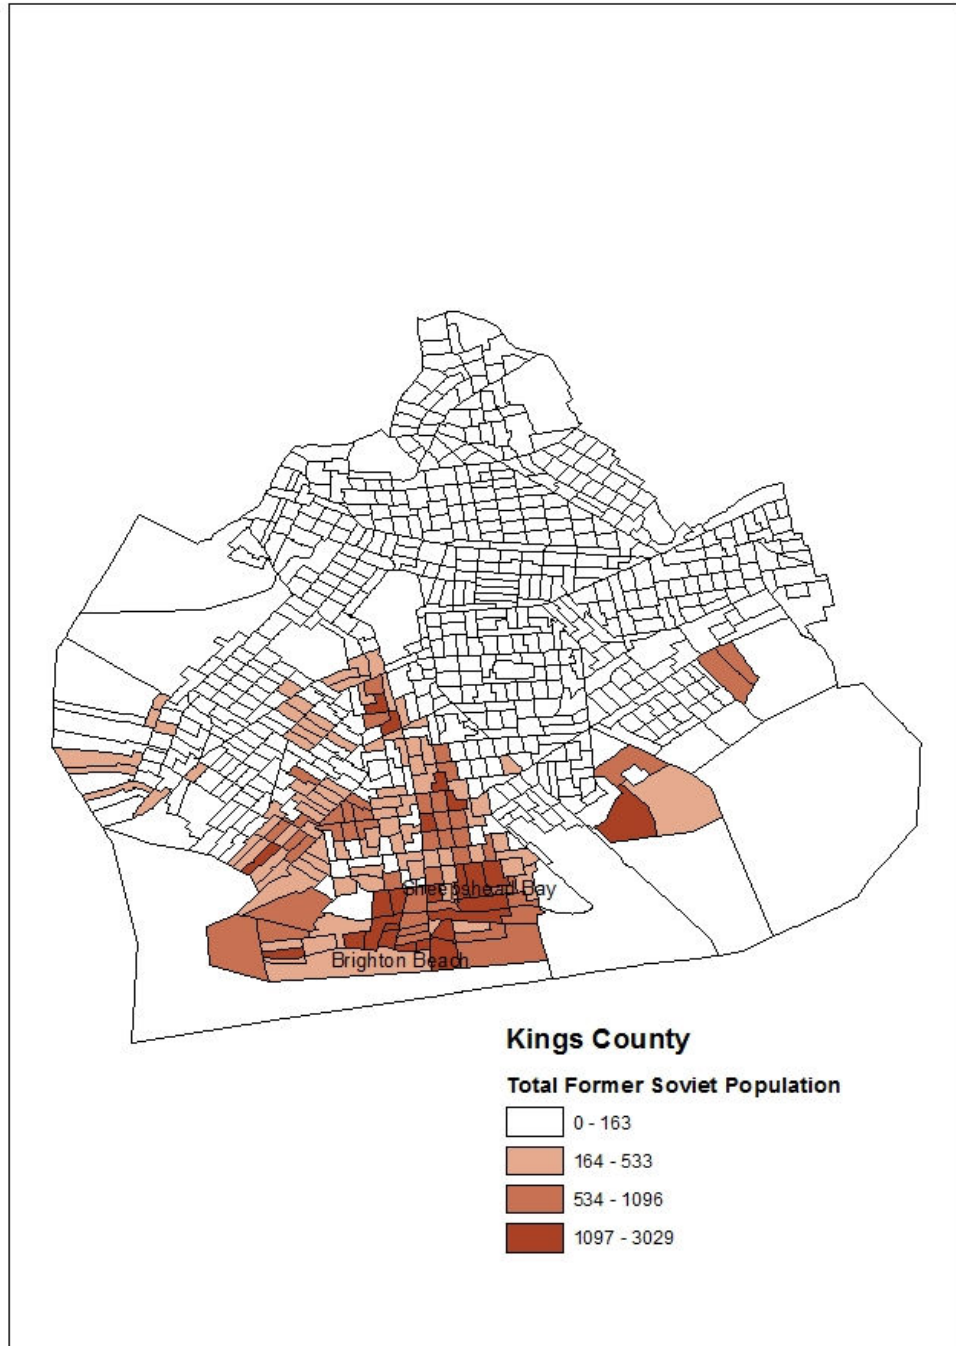 Sheepshead Bay
Brighton Beach
Kings County
Total Former Soviet Population
0 - 163
164 - 533
534 - 1096
1097 - 3029